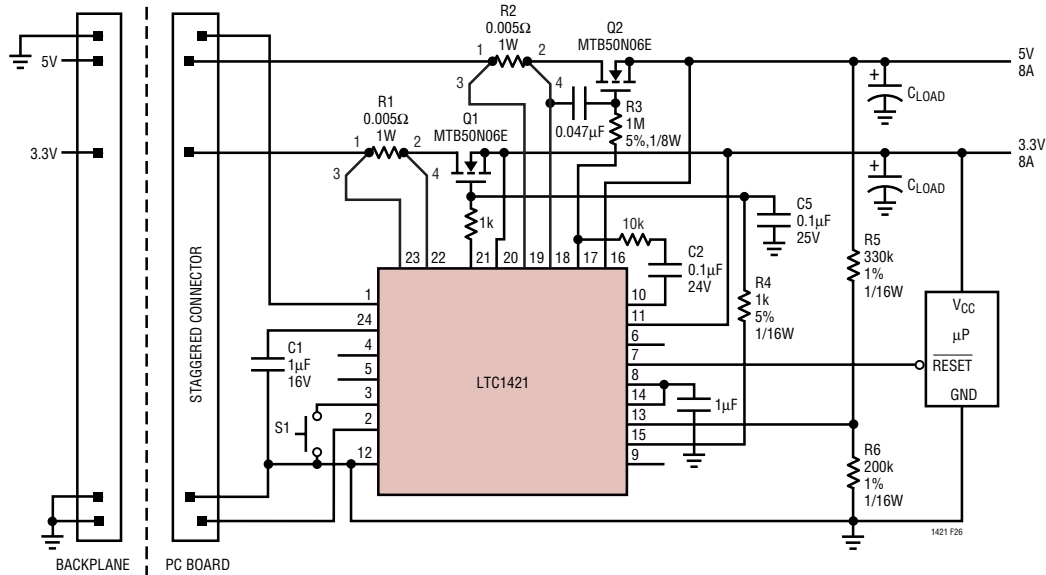 R2
0.005Ω
1W
Q2
MTB50N06E
1
2
3
4
5V
5V
8A
+
CLOAD
0.047µF
R3
1M
5%,1/8W
R1
0.005Ω
1W
Q1
MTB50N06E
1
2
3
4
3.3V
3.3V
8A
+
CLOAD
1k
10k
C5
0.1µF
25V
C2
0.1µF
24V
R4
1k
5%
1/16W
R5
330k
1%
1/16W
23
22
21
20
19
18
17
16
1
24
4
5
3
2
12
10
11
6
7
8
14
13
15
9
LTC1421
C1
1µF
16V
S1
1µF
VCC
µP
RESET
GND
R6
200k
1%
1/16W
STAGGERED CONNECTOR
BACKPLANE
PC BOARD
1421 F26